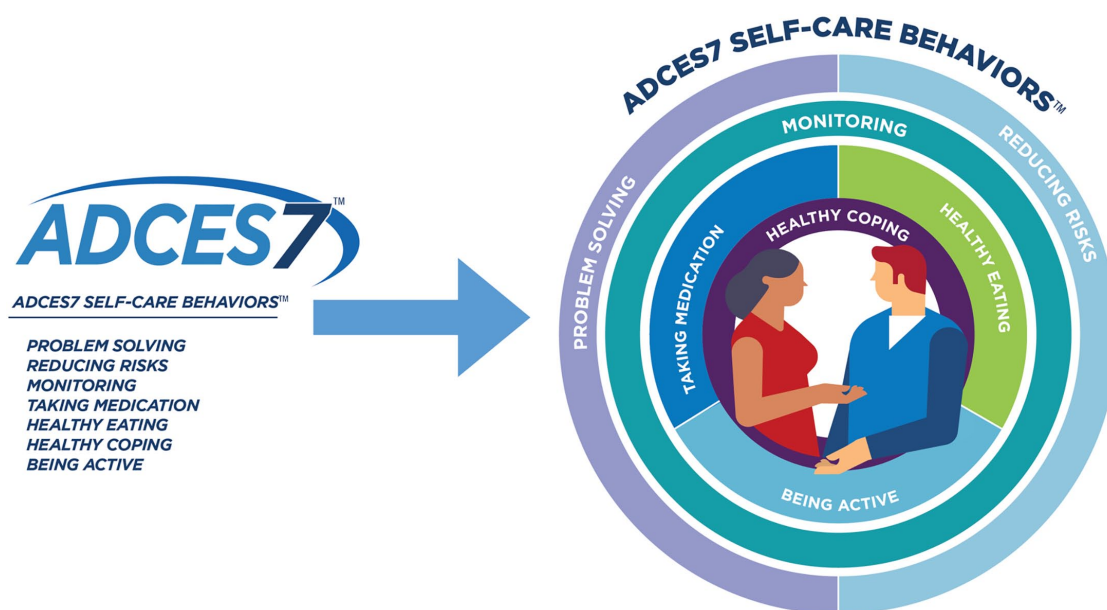 ADCES7™
ADCES7 SELF-CARE BEHAVIORS™
PROBLEM SOLVING
REDUCING RISKS
MONITORING
TAKING MEDICATION
HEALTHY EATING
HEALTHY COPING
BEING ACTIVE
ADCES7 SELF-CARE BEHAVIORS™
PROBLEM SOLVING
REDUCING RISKS
MONITORING
TAKING MEDICATION
HEALTHY EATING
HEALTHY COPING
BEING ACTIVE